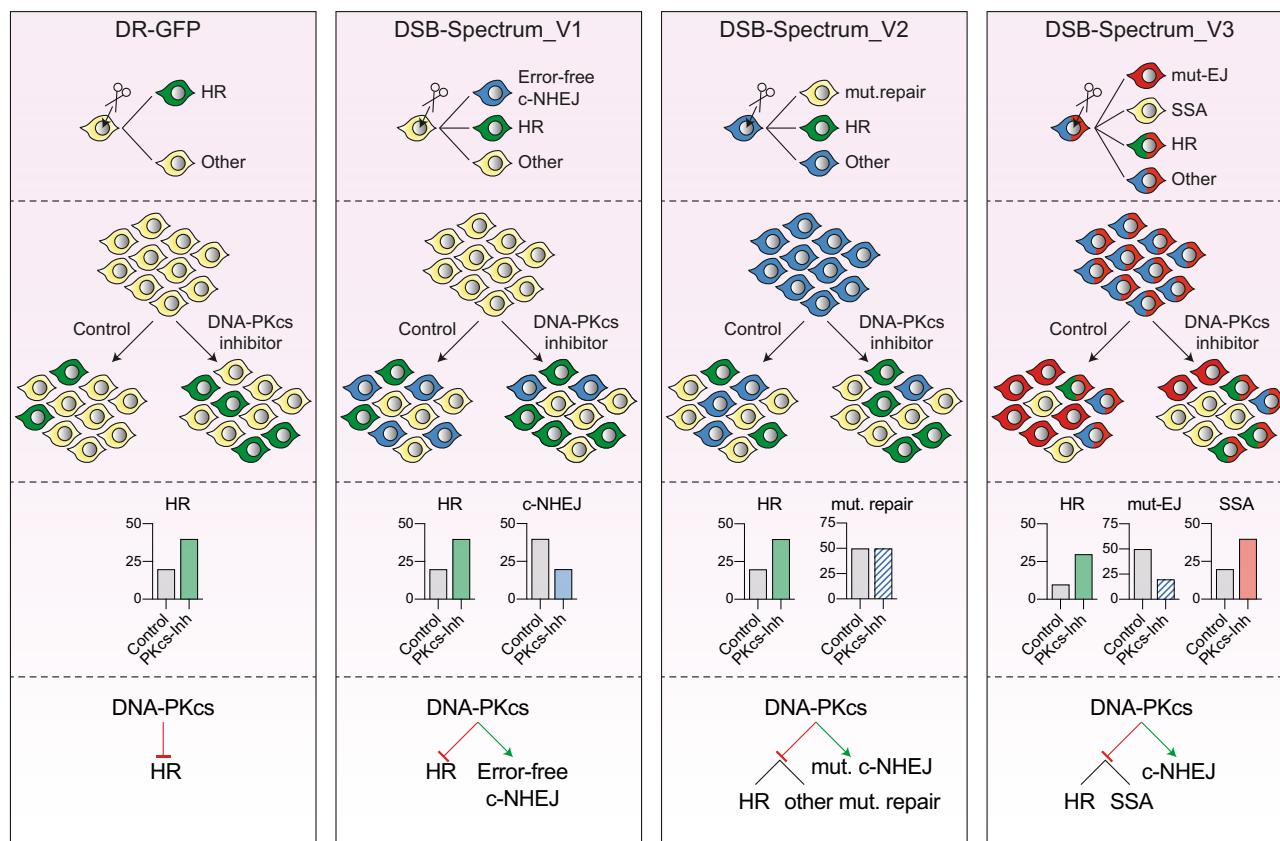 DR-GFP
HR
Other
Control
DNA-PKcs
inhibitor
HR
50
25
0
Control
PKcs-Inh
DNA-PKcs
HR
DSB-Spectrum_V1
Error-free
c-NHEJ
HR
Other
Control
DNA-PKcs
inhibitor
HR
50
25
0
Control
PKcs-Inh
c-NHEJ
50
25
0
Control
PKcs-Inh
DNA-PKcs
HR
Error-free
c-NHEJ
DSB-Spectrum_V2
mut.repair
HR
Other
Control
DNA-PKcs
inhibitor
HR
50
25
0
Control
PKcs-Inh
mut. repair
75
50
25
0
Control
PKcs-Inh
DNA-PKcs
mut. c-NHEJ
HR other mut. repair
DSB-Spectrum_V3
mut-EJ
SSA
HR
Other
Control
DNA-PKcs
inhibitor
HR
50
25
0
Control
PKcs-Inh
mut-EJ
75
50
25
Control
PKcs-Inh
SSA
50
25
0
Control
PKcs-Inh
DNA-PKcs
c-NHEJ
HR SSA